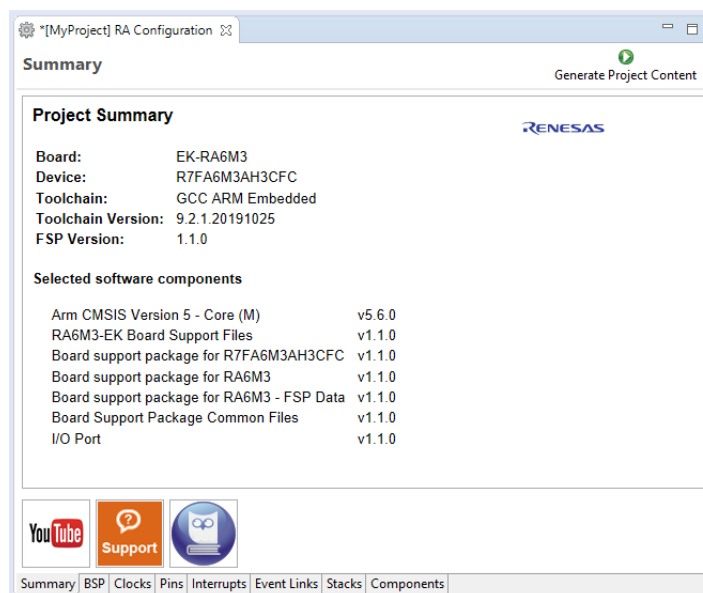 *[MyProject] RA Configuration
Summary
Generate Project Content
Project Summary
RENESAS
Board: EK-RA6M3
Device: R7FA6M3AH3CFC
Toolchain: GCC ARM Embedded
Toolchain Version: 9.2.1.20191025
FSP Version: 1.1.0
Selected software components
Arm CMSIS Version 5 - Core (M) v5.6.0
RA6M3-EK Board Support Files v1.1.0
Board support package for R7FA6M3AH3CFC v1.1.0
Board support package for RA6M3 v1.1.0
Board support package for RA6M3 - FSP Data v1.1.0
Board Support Package Common Files v1.1.0
I/O Port v1.1.0
YouTube
?
Support
Summary BSP Clocks Pins Interrupts Event Links Stacks Components